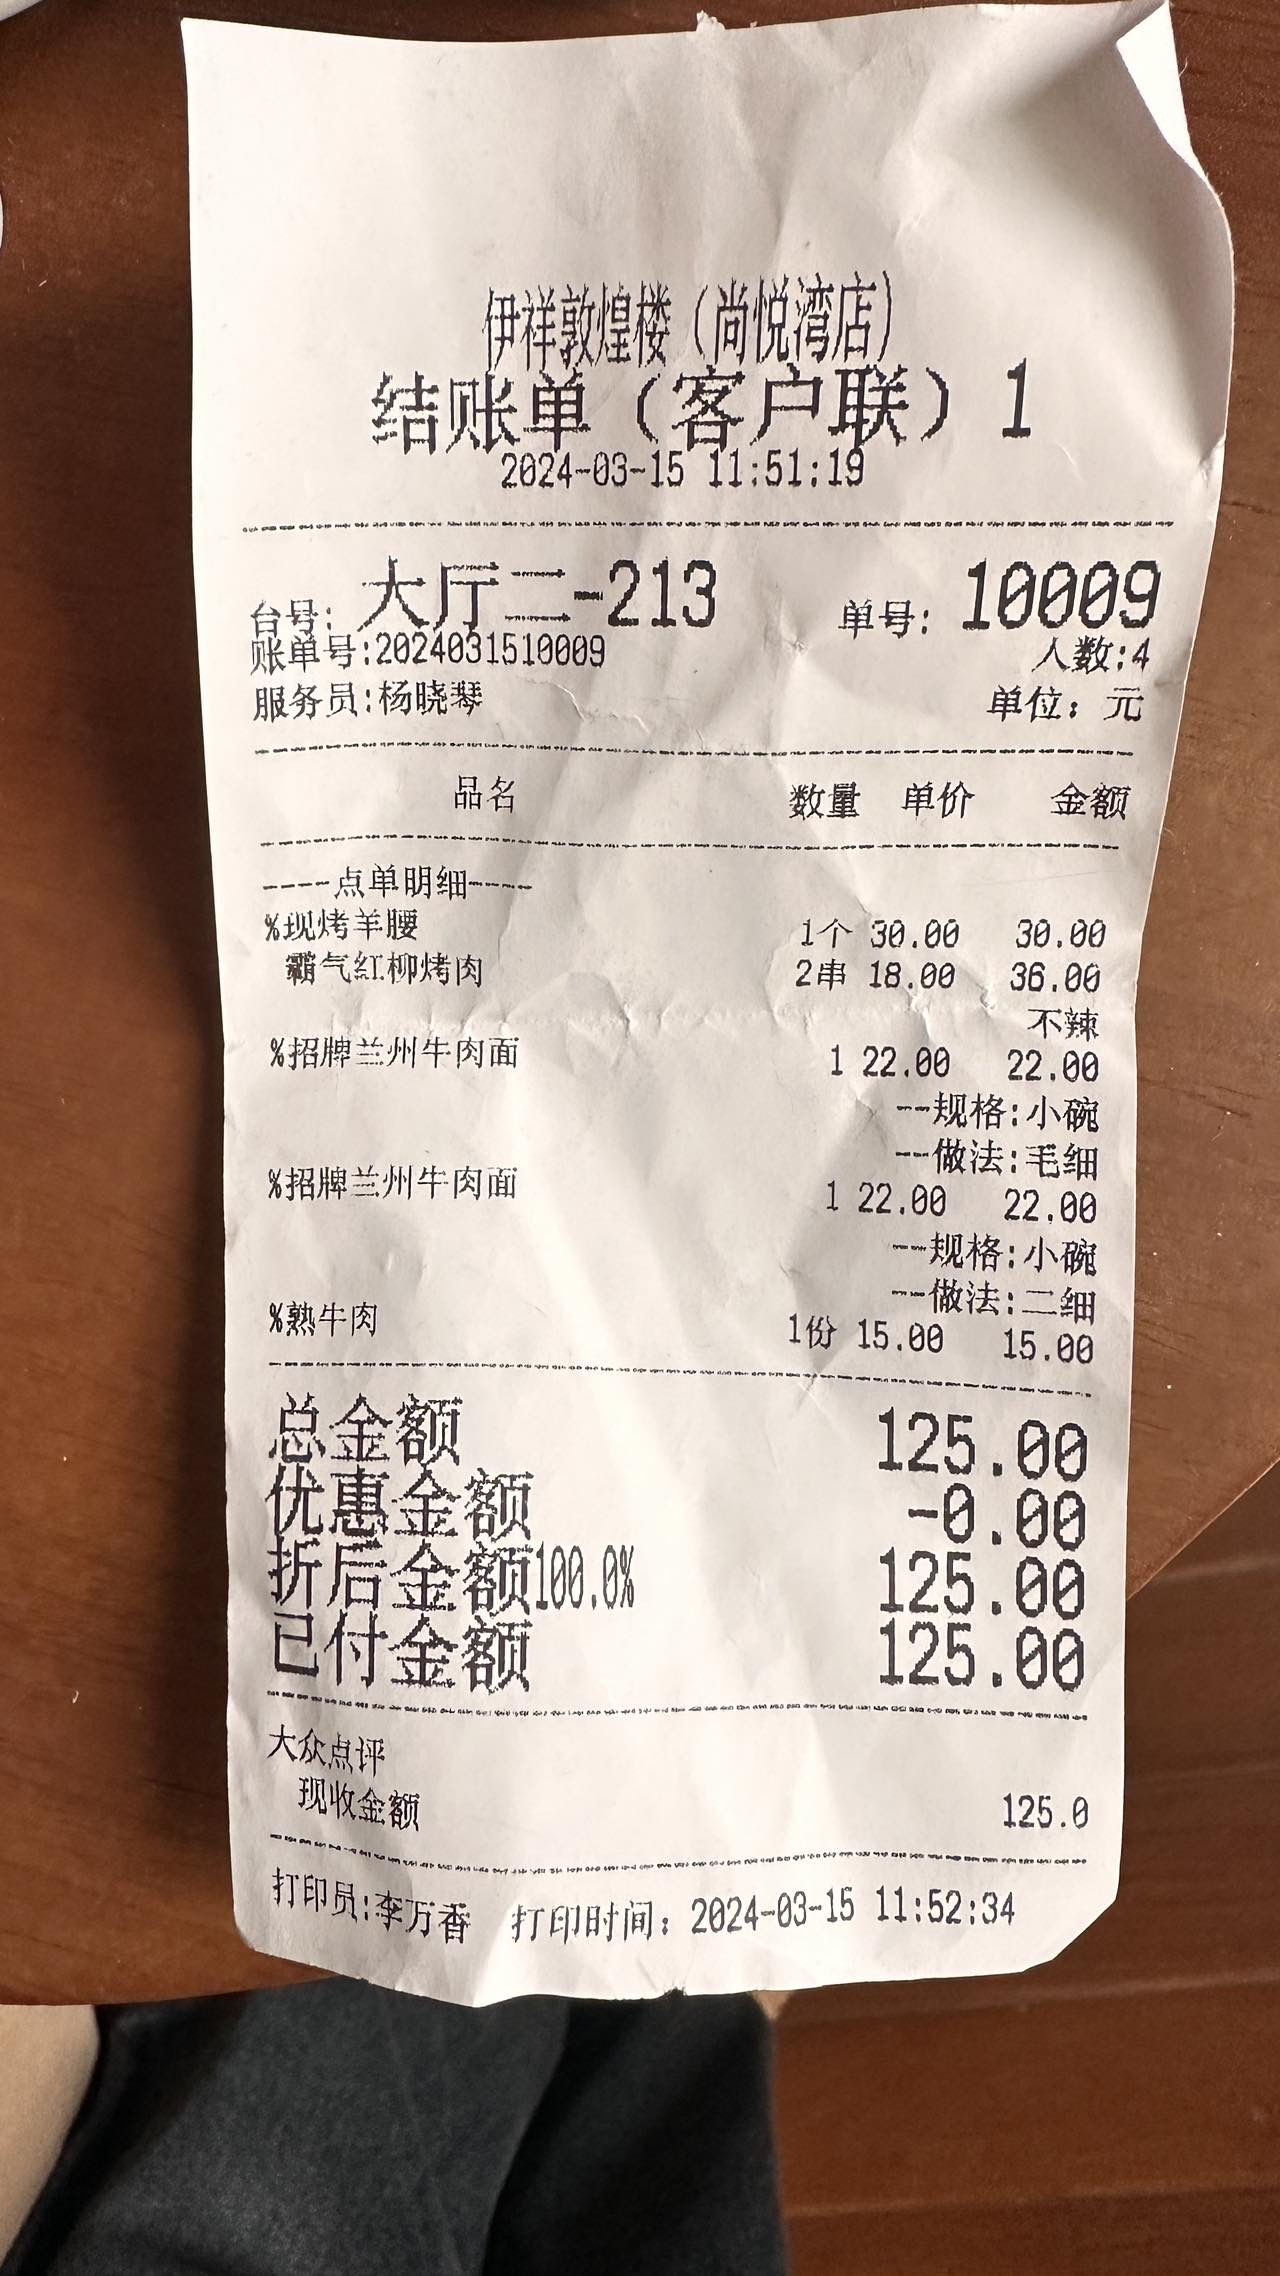 伊祥敦煌楼（尚悦湾店）
结账单（客户联）1
2024-03-15 11:51:19
台号: 大厅二-213 单号: 10009
账单号:2024031510009 人数:4
服务员:杨晓琴 单位: 元
品名 数量 单价 金额
----点单明细----
%现烤羊腰 1个 30.00 30.00
霸气红柳烤肉 2串 18.00 36.00
不辣
%招牌兰州牛肉面 1 22.00 22.00
--规格:小碗
--做法:毛细
%招牌兰州牛肉面 1 22.00 22.00
--规格:小碗
--做法:二细
%熟牛肉 1份 15.00 15.00
总金额 125.00
优惠金额 -0.00
折后金额100.0% 125.00
已付金额 125.00
大众点评
现收金额 125.0
打印员:李万香 打印时间: 2024-03-15 11:52:34